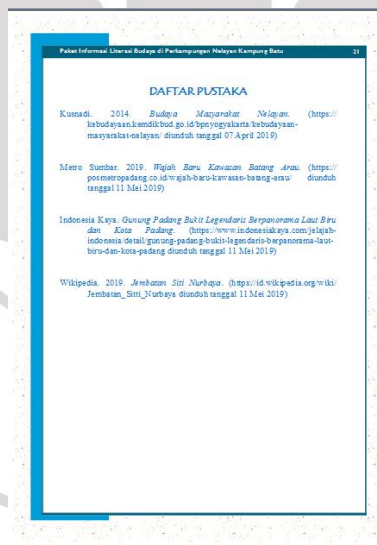 Paket Informasi Literasi Budaya di Perkampungan Nelayan Kampung Batu 21
DAFTAR PUSTAKA
Kusnadi. 2014. Budaya Masyarakat Nelayan. (https://
kebudayaan.kemdikbud.go.id/bpnyogyakarta/kebudayaan-
masyarakat-nelayan/ diunduh tanggal 07 April 2019)
Metro Sumbar. 2019. Wajah Baru Kawasan Batang Arau. (https://
posmetropadang.co.id/wajah-baru-kawasan-batang-arau/ diunduh
tanggal 11 Mei 2019)
Indonesia Kaya. Gunung Padang Bukit Legendaris Berpanorama Laut Biru
dan Kota Padang. (https://www.indonesiakaya.com/jelajah-
indonesia/detail/gunung-padang-bukit-legendaris-berpanorama-laut-
biru-dan-kota-padang diunduh tanggal 11 Mei 2019)
Wikipedia. 2019. Jembatan Siti Nurbaya. (https://id.wikipedia.org/wiki/
Jembatan_Sitti_Nurbaya diunduh tanggal 11 Mei 2019)